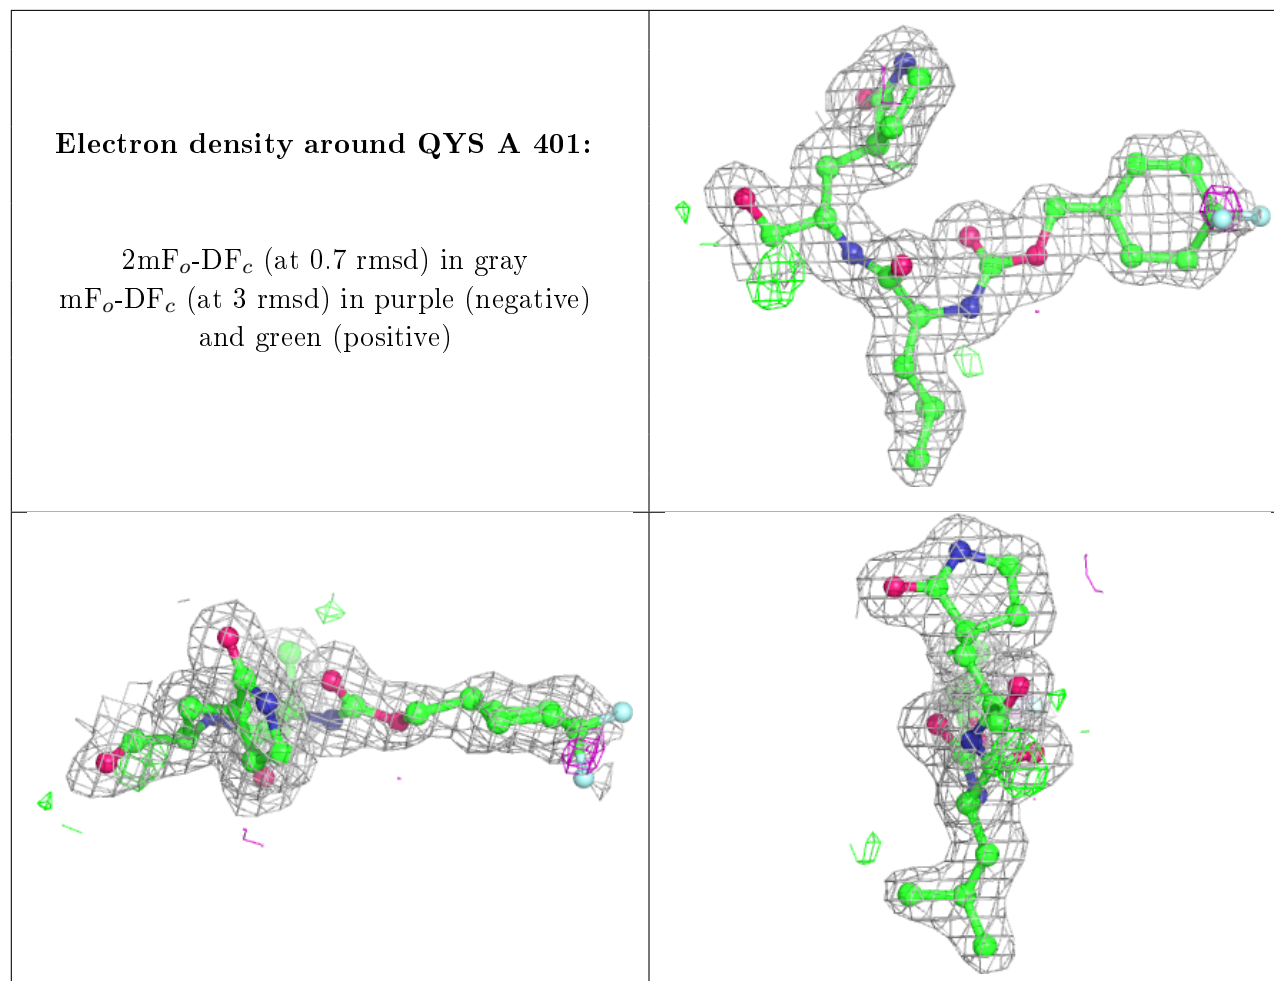 Electron density around QYS A 401:
2mFo-DFc (at 0.7 rmsd) in gray
mFo-DFc (at 3 rmsd) in purple (negative)
and green (positive)